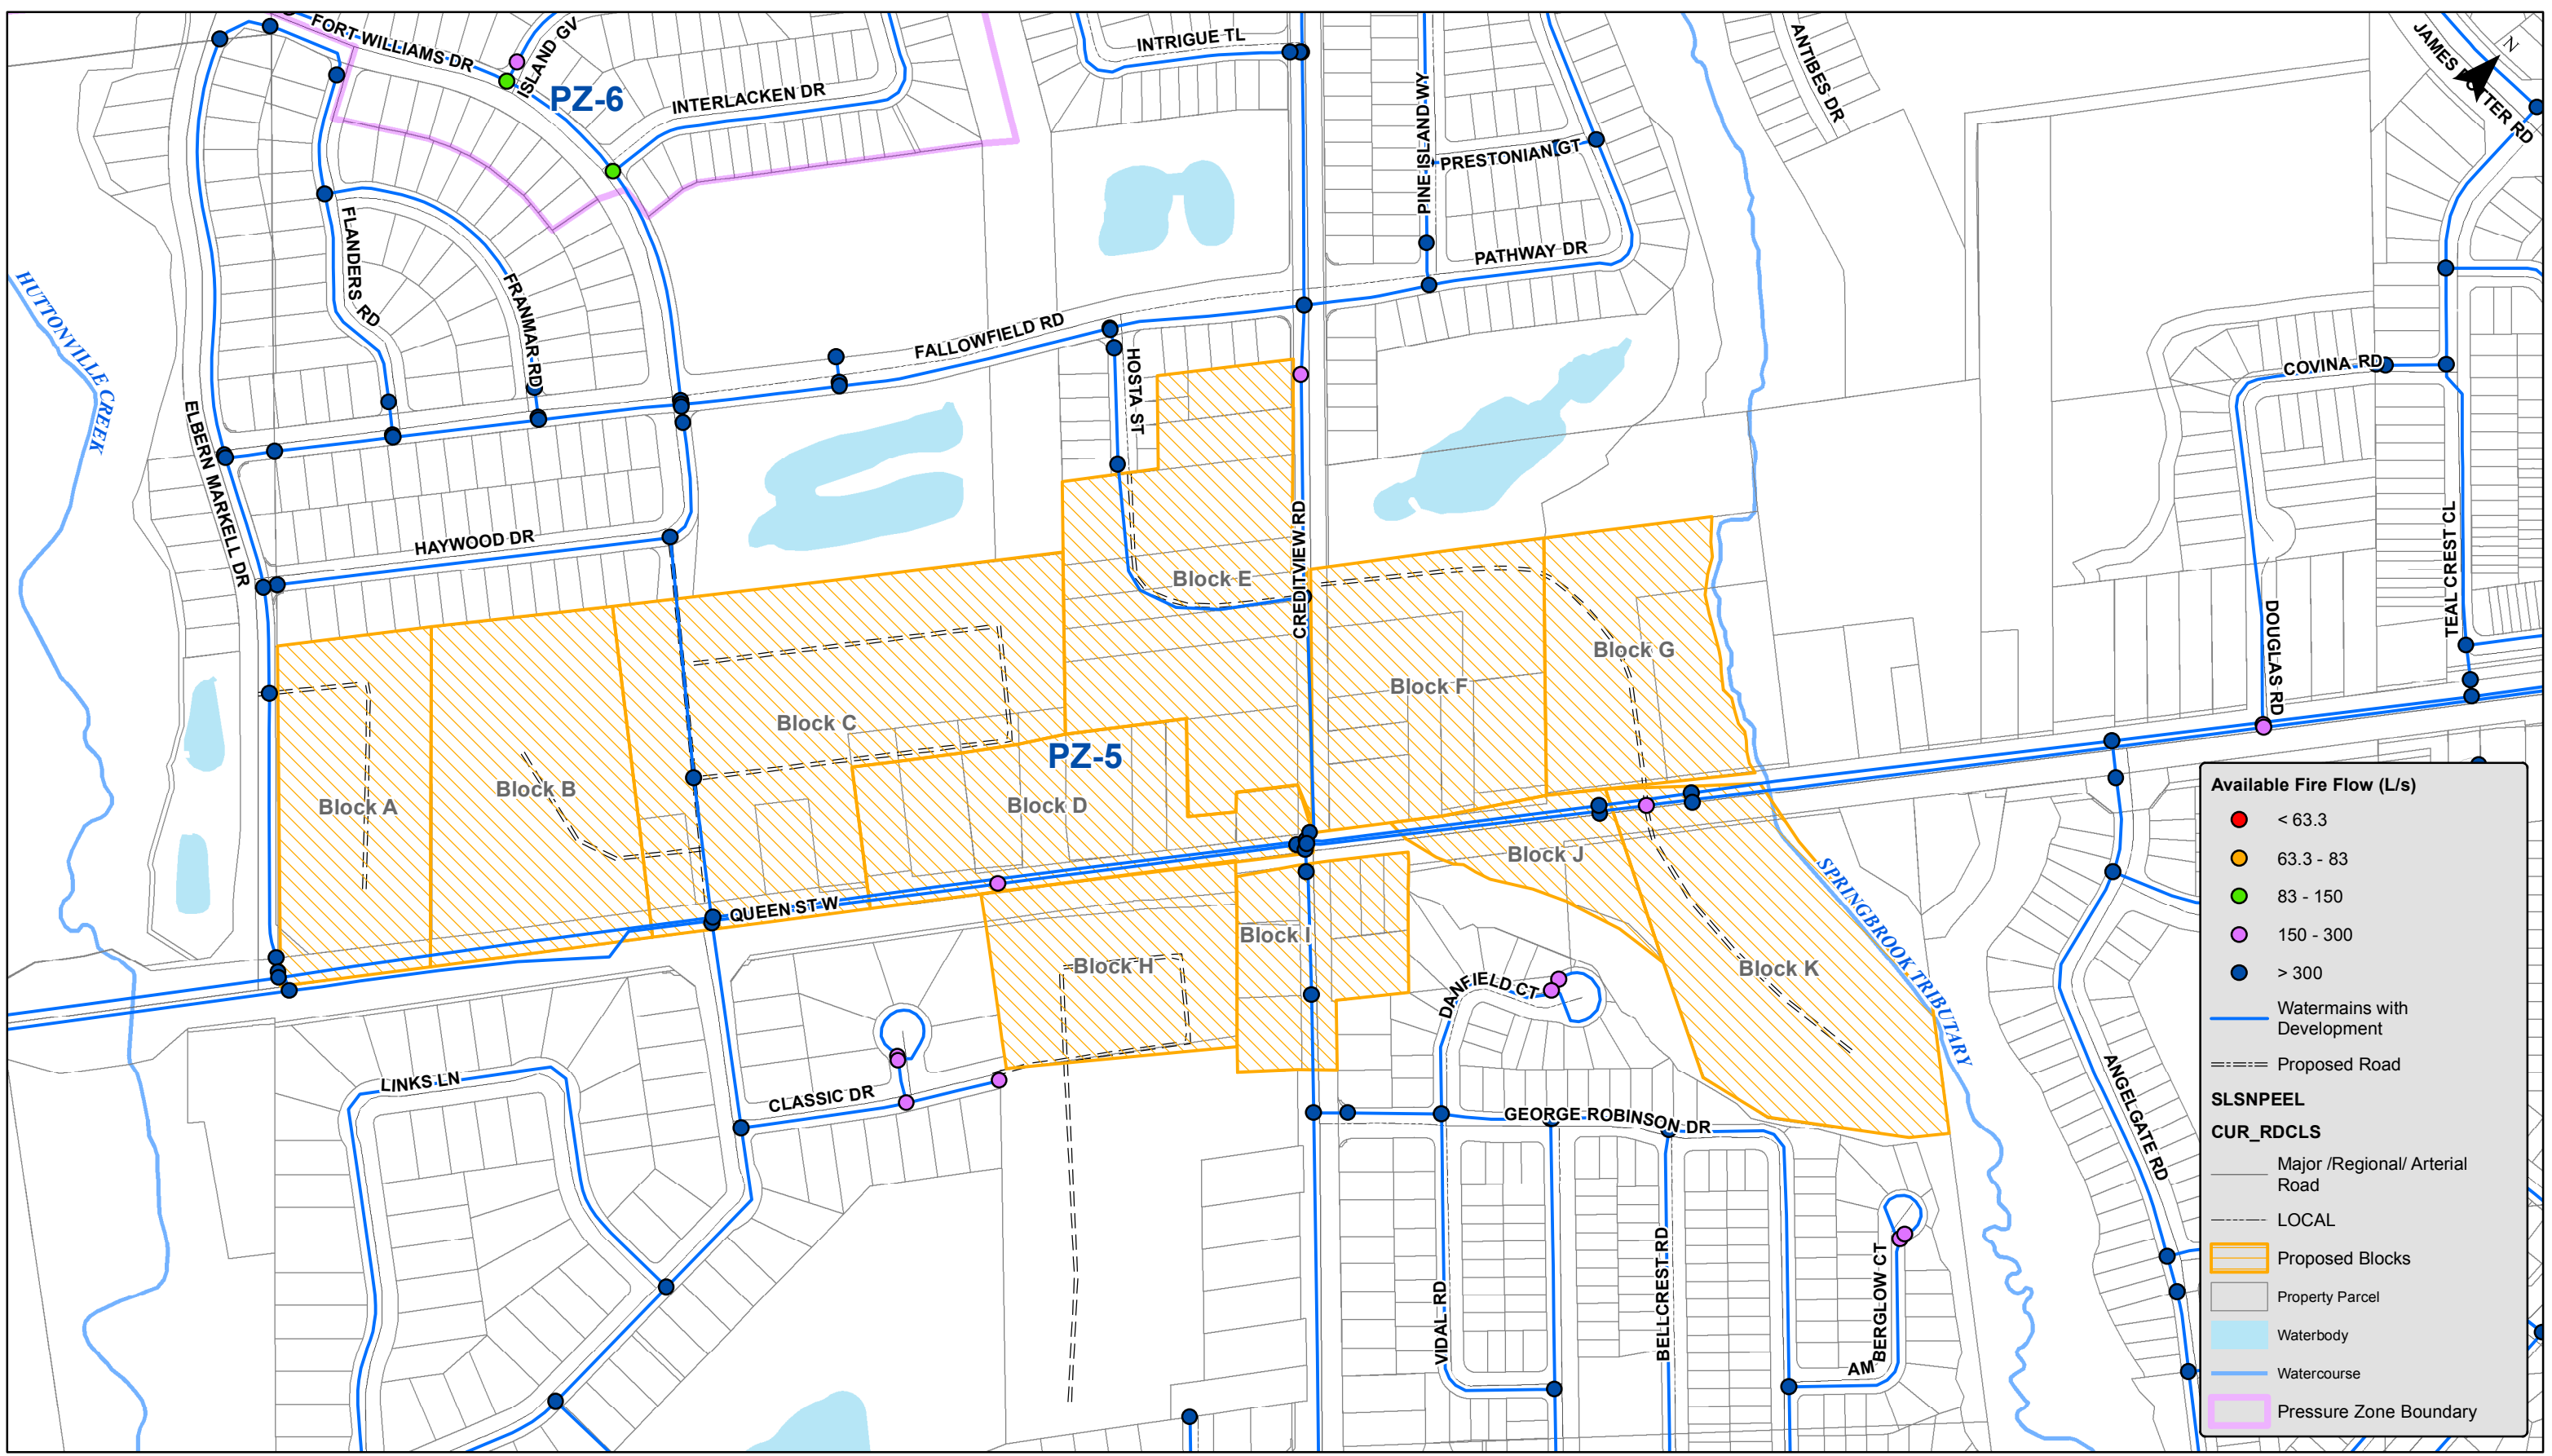 FORT WILLIAMS DR
ISLAND GV
PZ-6
INTERLACKEN DR
INTRIGUE TL
PINE ISLAND WY
PRESTONIAN GT
PATHWAY DR
ANTIBES DR
JAMES POTTER RD
N
HUTTONVILLE CREEK
FLANDERS RD
FRANMAR RD
FALLOWFIELD RD
HOSTA ST
COVINA RD
ELBERN MARKELL DR
HAYWOOD DR
CREDITVIEW RD
TEALCREST CL
DOUGLAS RD
Block E
Block G
Block F
Block C
PZ-5
Block B
Block A
Block D
Block J
QUEEN ST W
Block I
Block H
Block K
SPRINGBROOK TRIBUTARY
DANFIELD CT
LINKS LN
CLASSIC DR
GEORGE ROBINSON DR
ANGELGATE RD
VIDAL RD
BELLCREST RD
AMBERGLOW CT
Available Fire Flow (L/s)
< 63.3
63.3 - 83
83 - 150
150 - 300
> 300
Watermains with
Development
Proposed Road
SLSNPEEL
CUR_RDCLS
Major /Regional/ Arterial
Road
LOCAL
Proposed Blocks
Property Parcel
Waterbody
Watercourse
Pressure Zone Boundary